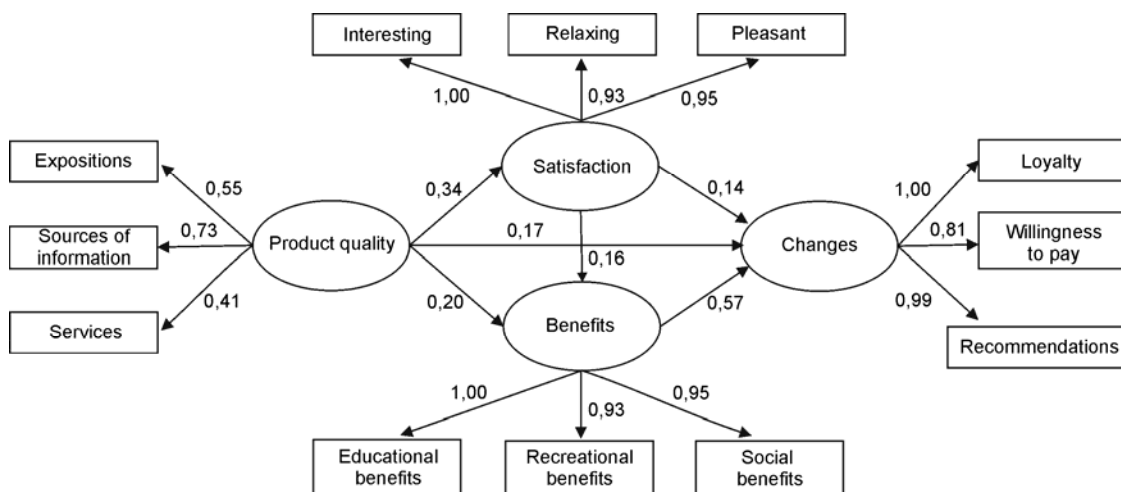 Interesting
Relaxing
Pleasant
1,00
0,93
0,95
Expositions
Satisfaction
Loyalty
0,55
0,34
0,14
1,00
Sources of
information
0,73
Product quality
0,17
Changes
0,81
Willingness
to pay
0,16
0,41
0,20
0,57
0,99
Services
Benefits
Recommendations
1,00
0,93
0,95
Educational
benefits
Recreational
benefits
Social
benefits